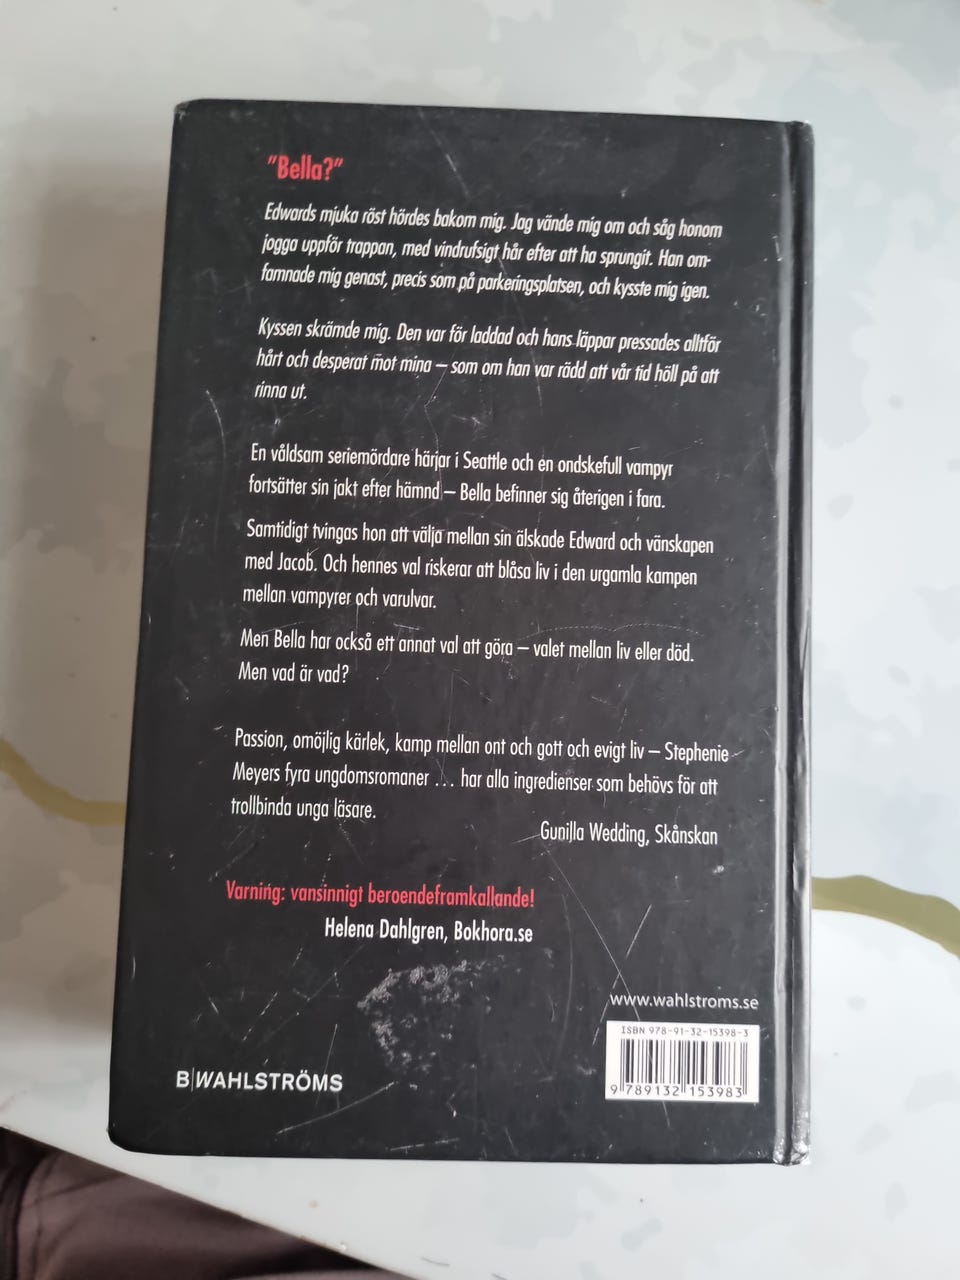 "Bella?"
Edwards mjuka röst hördes bakom mig. Jag vände mig om och såg honom
jogga uppför trappan, med vindrufsigt hår efter att ha sprungit. Han om-
famnade mig genast, precis som på parkeringsplatsen, och kysste mig igen.
Kyssen skrämde mig. Den var för laddad och hans läppar pressades alltför
hårt och desperat mot mina – som om han var rädd att vår tid höll på att
rinna ut.
En våldsam seriemördare härjar i Seattle och en ondskefull vampyr
fortsätter sin jakt efter hämnd – Bella befinner sig återigen i fara.
Samtidigt tvingas hon att välja mellan sin älskade Edward och vänskapen
med Jacob. Och hennes val riskerar att blåsa liv i den urgamla kampen
mellan vampyrer och varulvar.
Men Bella har också ett annat val att göra – valet mellan liv eller död.
Men vad är vad?
Passion, omöjlig kärlek, kamp mellan ont och gott och evigt liv – Stephenie
Meyers fyra ungdomsromaner ... har alla ingredienser som behövs för att
trollbinda unga läsare.
Gunilla Wedding, Skånskan
Varning: vansinnigt beroendeframkallande!
Helena Dahlgren, Bokhora.se
www.wahlstroms.se
ISBN 978-91-32-15398-3
9 789132 153983
B|WAHLSTRÖMS